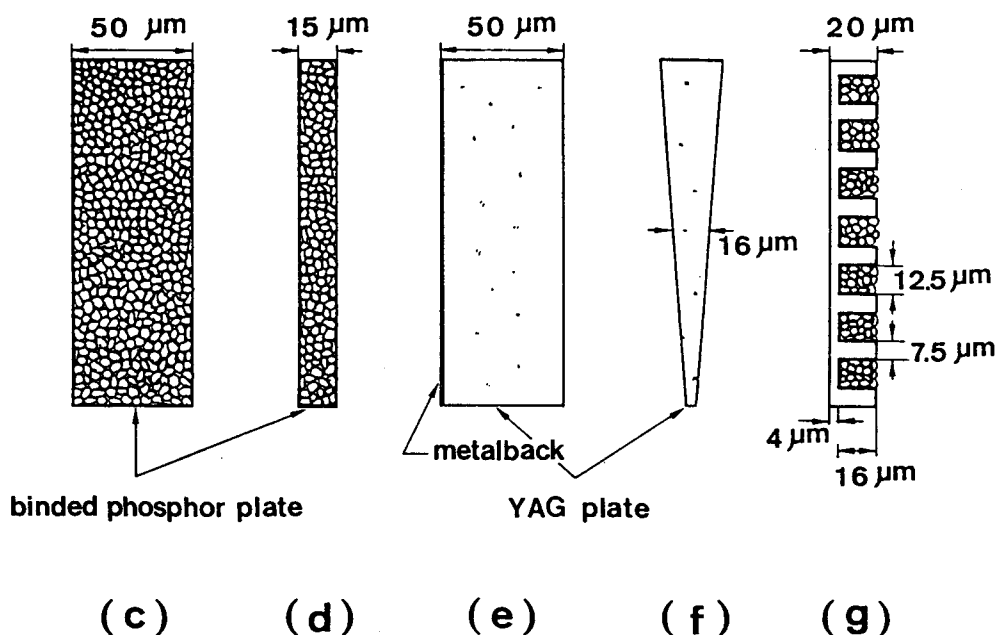 50 µm
15 µm
50 µm
20 µm
16 µm
12.5 µm
7.5 µm
4 µm
16 µm
metalback
binded phosphor plate
YAG plate
(c)
(d)
(e)
(f)
(g)